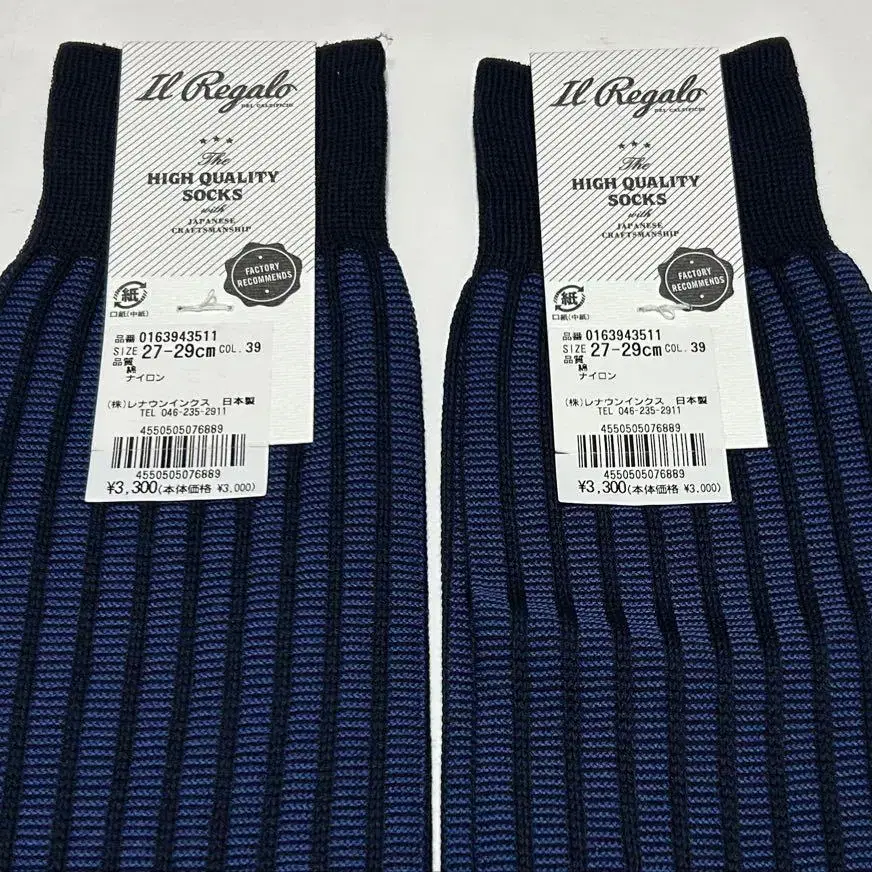 Il Regalo
DEL CALZIFICIO
The
HIGH QUALITY
SOCKS
with
JAPANESE
CRAFTSMANSHIP
FACTORY
RECOMMENDS
紙
口紙(中紙)
品番 0163943511
SIZE 27-29cm COL. 39
品質
綿
ナイロン
(株)レナウンインクス 日本製
TEL 046-235-2911
4550505076889
4550505076889
¥3,300(本体価格 ¥3,000)
Il Regalo
DEL CALZIFICIO
The
HIGH QUALITY
SOCKS
with
JAPANESE
CRAFTSMANSHIP
FACTORY
RECOMMENDS
紙
口紙(中紙)
品番 0163943511
SIZE 27-29cm COL. 39
品質
綿
ナイロン
(株)レナウンインクス 日本製
TEL 046-235-2911
4550505076889
4550505076889
¥3,300(本体価格 ¥3,000)